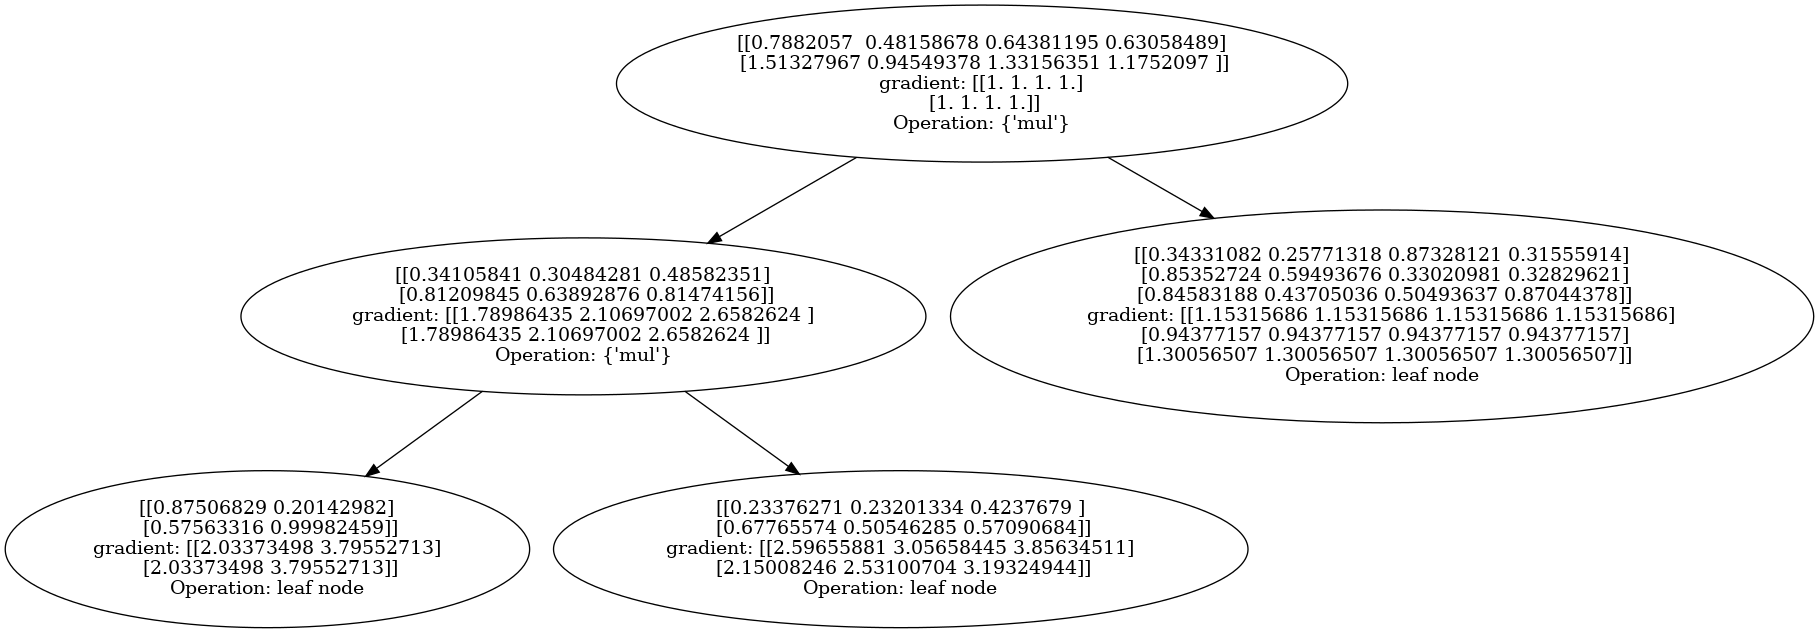 [[0.7882057  0.48158678 0.64381195 0.63058489]
[1.51327967 0.94549378 1.33156351 1.1752097 ]]
gradient: [[1. 1. 1. 1.]
[1. 1. 1. 1.]]
Operation: {'mul'}
[[0.34105841 0.30484281 0.48582351]
[0.81209845 0.63892876 0.81474156]]
gradient: [[1.78986435 2.10697002 2.6582624 ]
[1.78986435 2.10697002 2.6582624 ]]
Operation: {'mul'}
[[0.34331082 0.25771318 0.87328121 0.31555914]
[0.85352724 0.59493676 0.33020981 0.32829621]
[0.84583188 0.43705036 0.50493637 0.87044378]]
gradient: [[1.15315686 1.15315686 1.15315686 1.15315686]
[0.94377157 0.94377157 0.94377157 0.94377157]
[1.30056507 1.30056507 1.30056507 1.30056507]]
Operation: leaf node
[[0.87506829 0.20142982]
[0.57563316 0.99982459]]
gradient: [[2.03373498 3.79552713]
[2.03373498 3.79552713]]
Operation: leaf node
[[0.23376271 0.23201334 0.4237679 ]
[0.67765574 0.50546285 0.57090684]]
gradient: [[2.59655881 3.05658445 3.85634511]
[2.15008246 2.53100704 3.19324944]]
Operation: leaf node